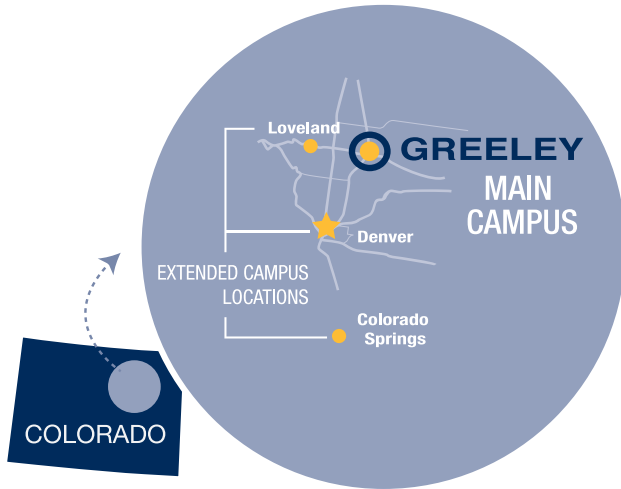 Loveland
GREELEY
MAIN
CAMPUS
Denver
EXTENDED CAMPUS
LOCATIONS
Colorado
Springs
COLORADO